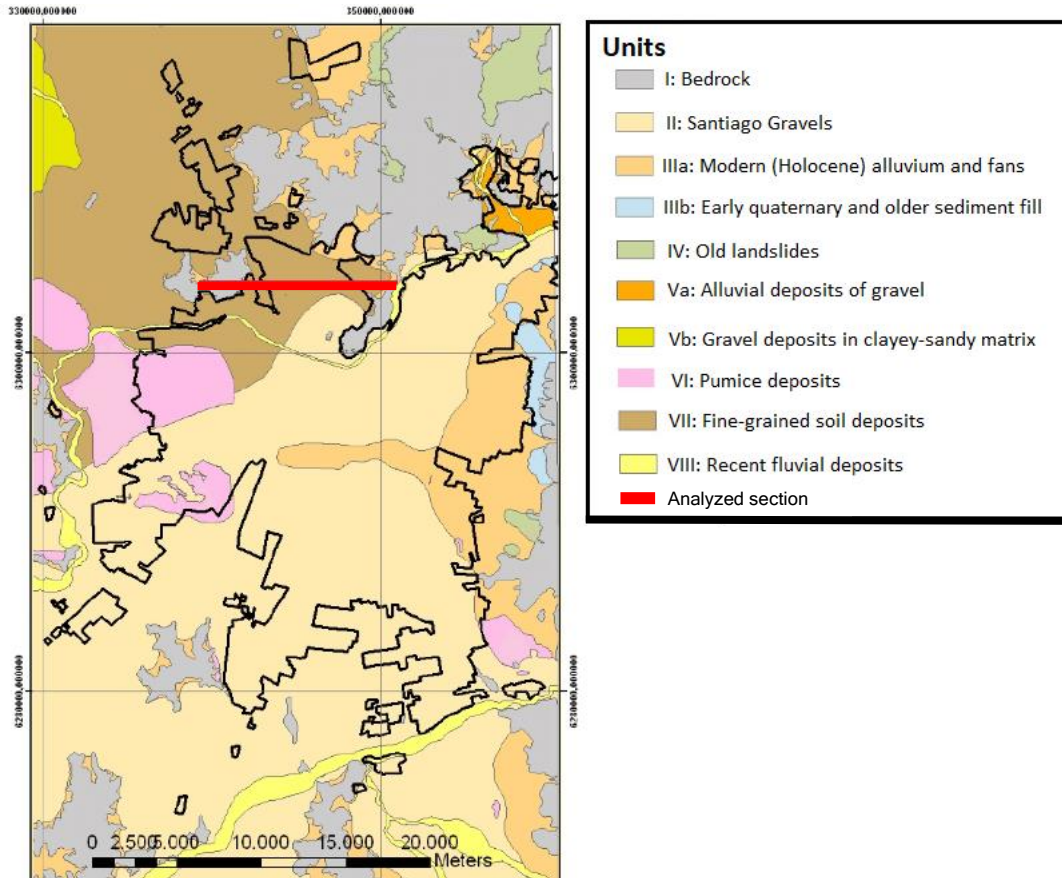 330000,000000
350000,000000
Units
I: Bedrock
II: Santiago Gravels
IIIa: Modern (Holocene) alluvium and fans
IIIb: Early quaternary and older sediment fill
IV: Old landslides
Va: Alluvial deposits of gravel
Vb: Gravel deposits in clayey-sandy matrix
VI: Pumice deposits
VII: Fine-grained soil deposits
VIII: Recent fluvial deposits
Analyzed section
0 2.500 5.000 10.000 15.000 20.000
Meters